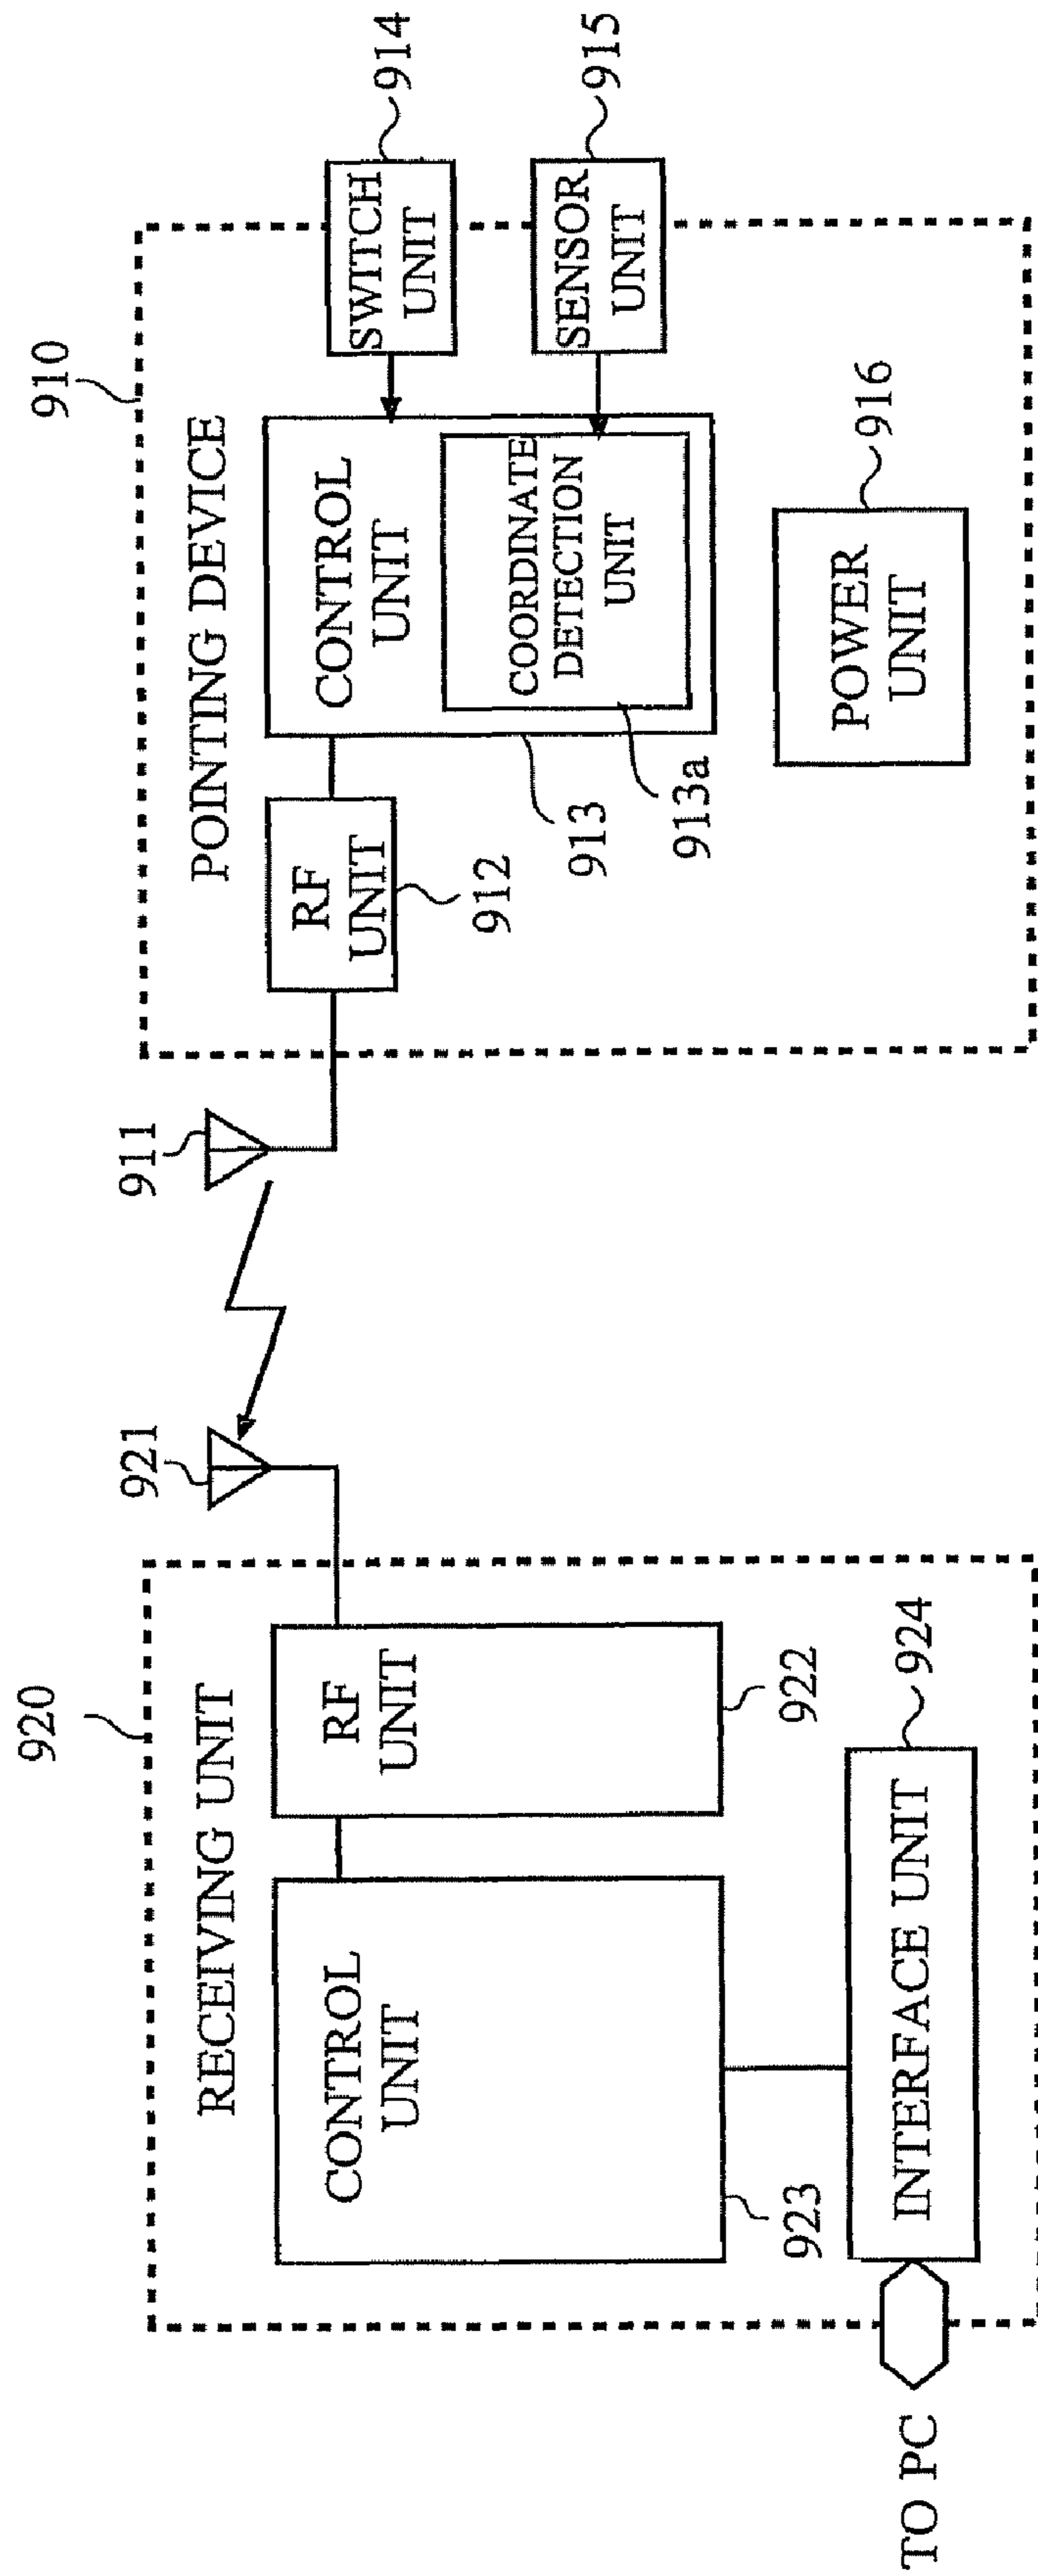 920
RECEIVING UNIT
CONTROL
UNIT
923
RF
UNIT
922
INTERFACE UNIT
924
TO PC
921
911
910
POINTING DEVICE
RF
UNIT
912
CONTROL
UNIT
913
COORDINATE
DETECTION
UNIT
913a
SWITCH
UNIT
914
SENSOR
UNIT
915
POWER
UNIT
916